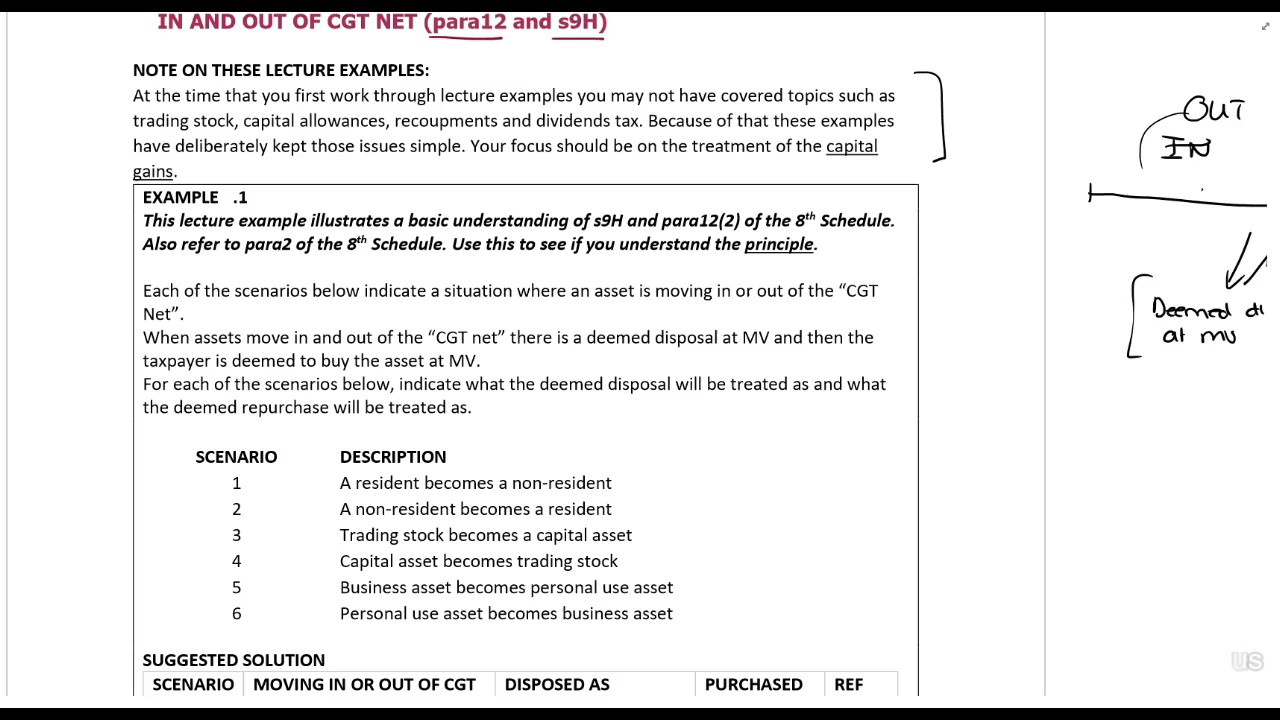 IN AND OUT OF CGT NET (para12 and s9H)
NOTE ON THESE LECTURE EXAMPLES:
At the time that you first work through lecture examples you may not have covered topics such as
trading stock, capital allowances, recoupments and dividends tax. Because of that these examples
have deliberately kept those issues simple. Your focus should be on the treatment of the capital
gains.
EXAMPLE .1
This lecture example illustrates a basic understanding of s9H and para12(2) of the 8th Schedule.
Also refer to para2 of the 8th Schedule. Use this to see if you understand the principle.
Each of the scenarios below indicate a situation where an asset is moving in or out of the “CGT
Net”.
When assets move in and out of the “CGT net” there is a deemed disposal at MV and then the
taxpayer is deemed to buy the asset at MV.
For each of the scenarios below, indicate what the deemed disposal will be treated as and what
the deemed repurchase will be treated as.
SCENARIO DESCRIPTION
1 A resident becomes a non-resident
2 A non-resident becomes a resident
3 Trading stock becomes a capital asset
4 Capital asset becomes trading stock
5 Business asset becomes personal use asset
6 Personal use asset becomes business asset
SUGGESTED SOLUTION
SCENARIO MOVING IN OR OUT OF CGT DISPOSED AS PURCHASED REF
OUT
IN
Deemed di
at mv
US